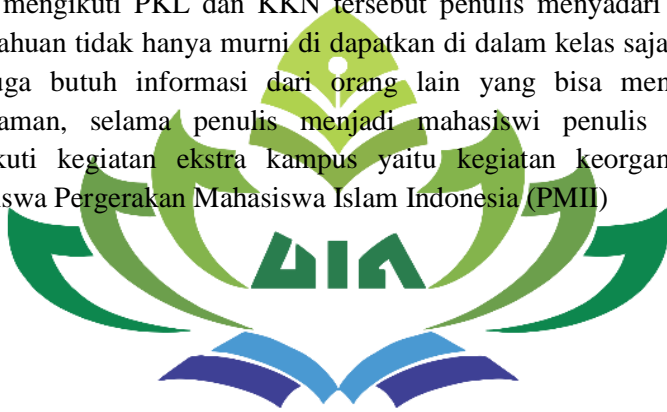 mengikuti PKL dan KKN tersebut penulis menyadari
ahuan tidak hanya murni di dapatkan di dalam kelas saja
uga butuh informasi dari orang lain yang bisa men
aman, selama penulis menjadi mahasiswi penulis
kuti kegiatan ekstra kampus yaitu kegiatan keorgan
iswa Pergerakan Mahasiswa Islam Indonesia (PMII)
UIN